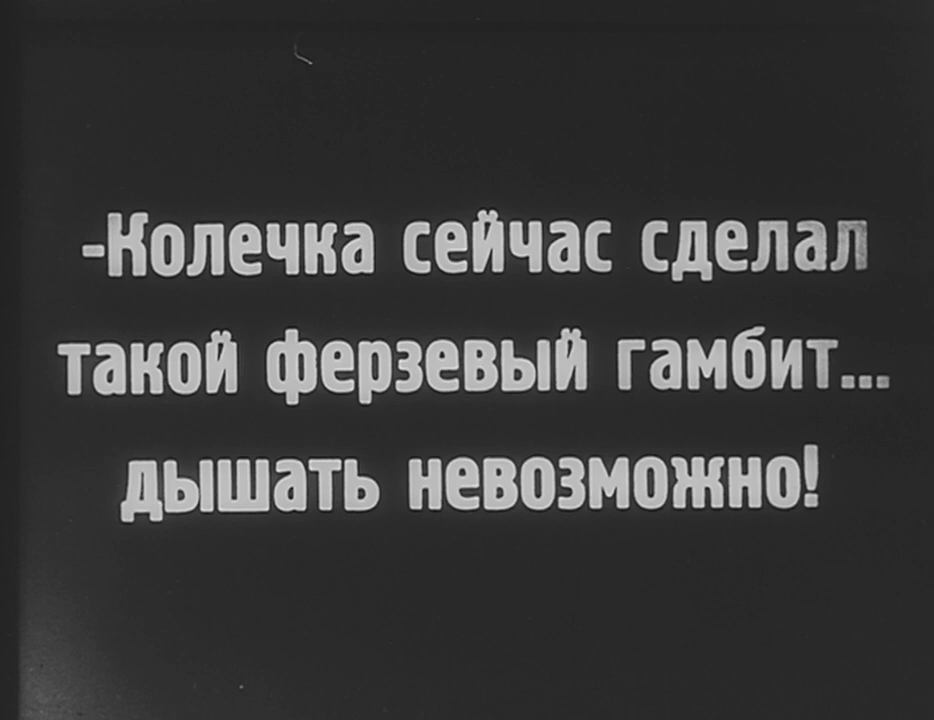 -Колечка сейчас сделал
такой ферзевый гамбит...
дышать невозможно!